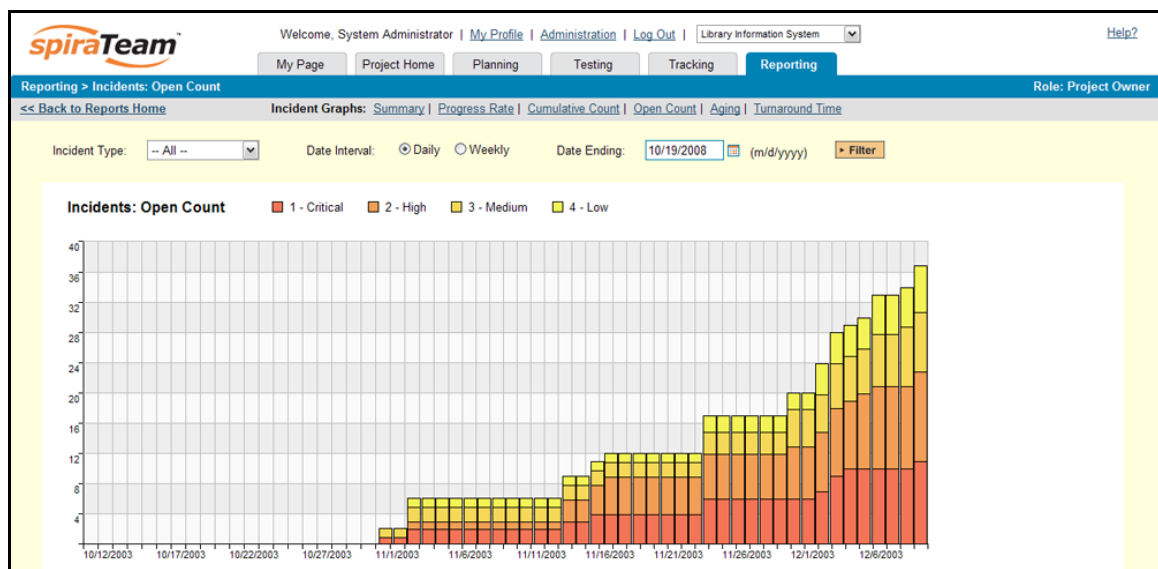 spiraTeam
Welcome, System Administrator | My Profile | Administration | Log Out | Library Information System
Help?
My Page Project Home Planning Testing Tracking Reporting
Reporting > Incidents: Open Count Role: Project Owner
<< Back to Reports Home Incident Graphs: Summary | Progress Rate | Cumulative Count | Open Count | Aging | Turnaround Time
Incident Type: -- All -- Date Interval: Daily Weekly Date Ending: 10/19/2008 (m/d/yyyy) Filter
Incidents: Open Count 1 - Critical 2 - High 3 - Medium 4 - Low
40
36
32
28
24
20
16
12
8
4
10/12/2003 10/17/2003 10/22/2003 10/27/2003 11/1/2003 11/6/2003 11/11/2003 11/16/2003 11/21/2003 11/26/2003 12/1/2003 12/6/2003